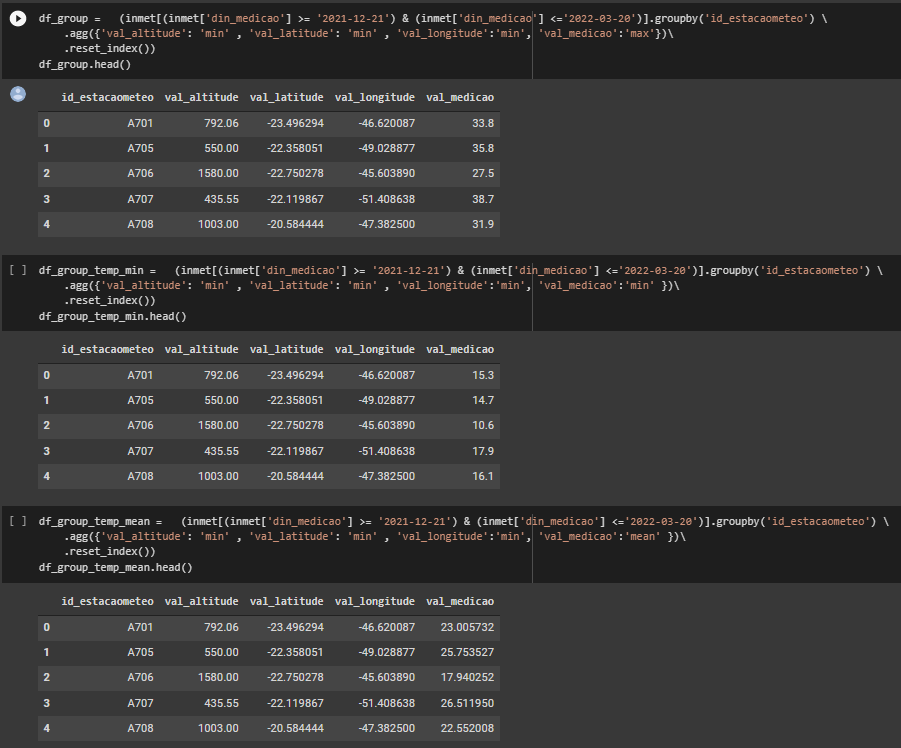 df_group =   (inmet[(inmet['din_medicao'] >= '2021-12-21') & (inmet['din_medicao'] <='2022-03-20')].groupby('id_estacaometeo') \
    .agg({'val_altitude': 'min' , 'val_latitude': 'min' , 'val_longitude':'min', 'val_medicao':'max'})\
    .reset_index())
df_group.head()
id_estacaometeo val_altitude val_latitude val_longitude val_medicao
0 A701 792.06 -23.496294 -46.620087 33.8
1 A705 550.00 -22.358051 -49.028877 35.8
2 A706 1580.00 -22.750278 -45.603890 27.5
3 A707 435.55 -22.119867 -51.408638 38.7
4 A708 1003.00 -20.584444 -47.382500 31.9
[ ] df_group_temp_min =   (inmet[(inmet['din_medicao'] >= '2021-12-21') & (inmet['din_medicao'] <='2022-03-20')].groupby('id_estacaometeo') \
    .agg({'val_altitude': 'min' , 'val_latitude': 'min' , 'val_longitude':'min', 'val_medicao':'min' })\
    .reset_index())
df_group_temp_min.head()
id_estacaometeo val_altitude val_latitude val_longitude val_medicao
0 A701 792.06 -23.496294 -46.620087 15.3
1 A705 550.00 -22.358051 -49.028877 14.7
2 A706 1580.00 -22.750278 -45.603890 10.6
3 A707 435.55 -22.119867 -51.408638 17.9
4 A708 1003.00 -20.584444 -47.382500 16.1
[ ] df_group_temp_mean =   (inmet[(inmet['din_medicao'] >= '2021-12-21') & (inmet['din_medicao'] <='2022-03-20')].groupby('id_estacaometeo') \
    .agg({'val_altitude': 'min' , 'val_latitude': 'min' , 'val_longitude':'min', 'val_medicao':'mean' })\
    .reset_index())
df_group_temp_mean.head()
id_estacaometeo val_altitude val_latitude val_longitude val_medicao
0 A701 792.06 -23.496294 -46.620087 23.005732
1 A705 550.00 -22.358051 -49.028877 25.753527
2 A706 1580.00 -22.750278 -45.603890 17.940252
3 A707 435.55 -22.119867 -51.408638 26.511950
4 A708 1003.00 -20.584444 -47.382500 22.552008